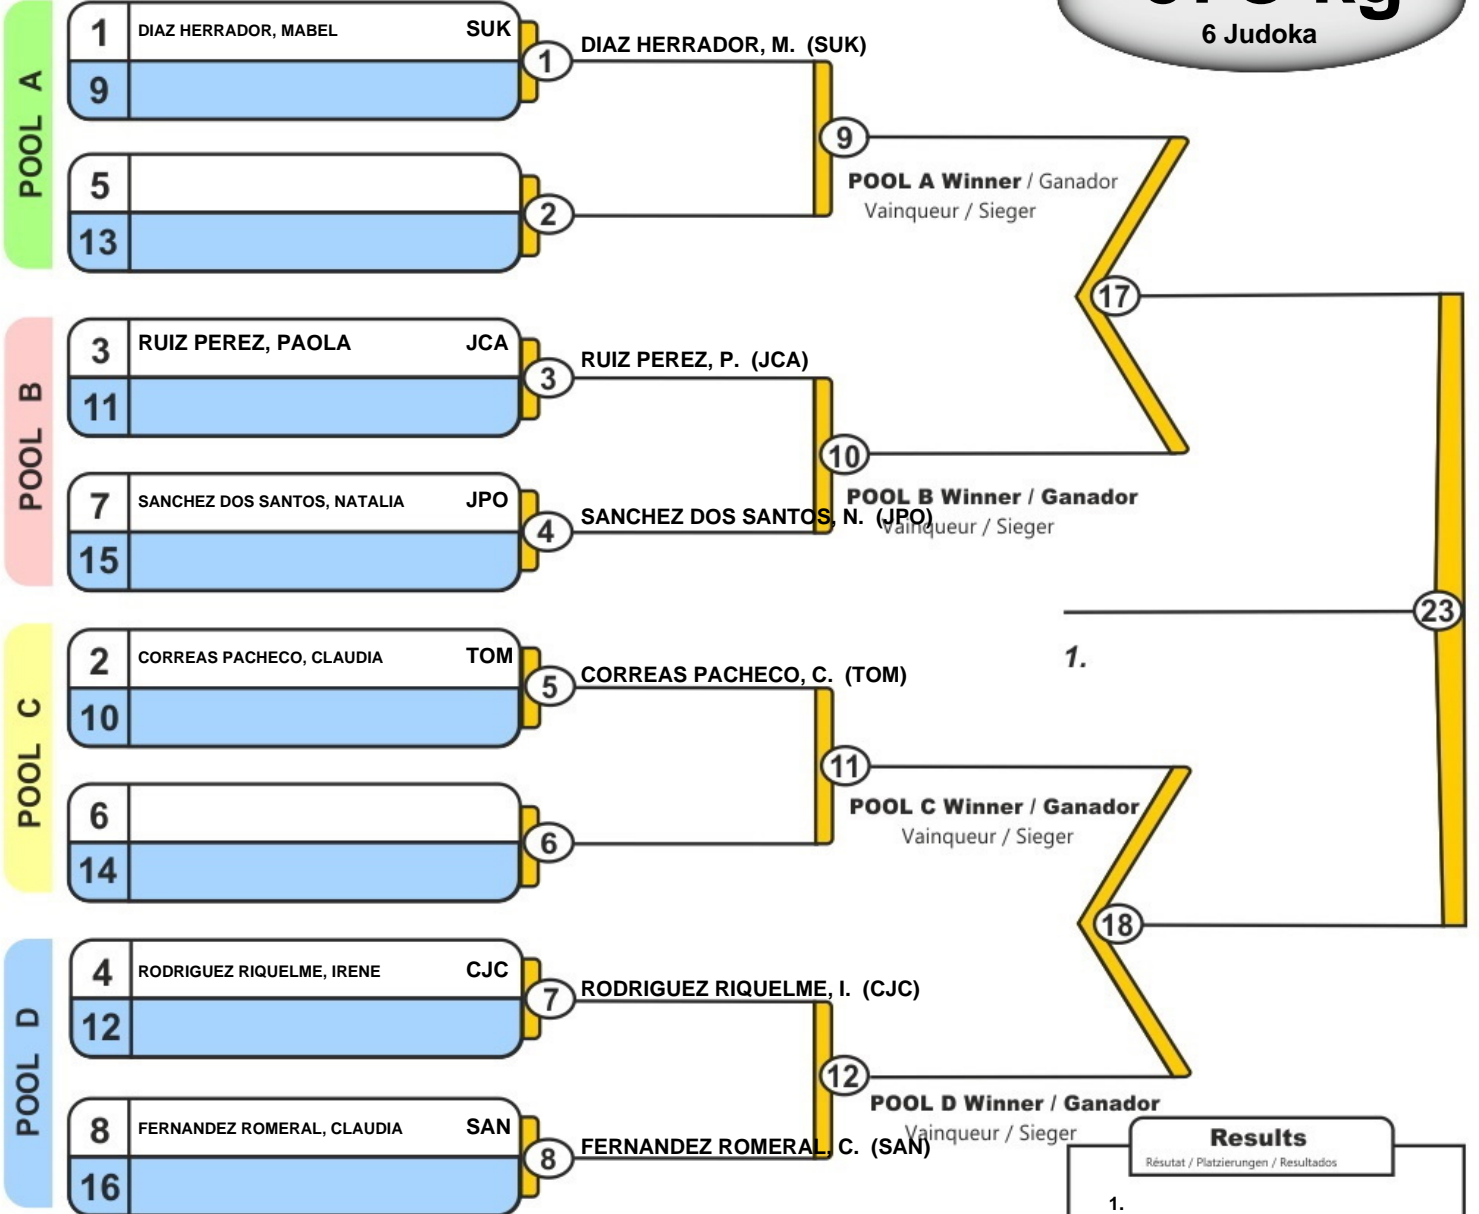 6 Judoka
POOL A
1 DIAZ HERRADOR, MABEL SUK
9
1
DIAZ HERRADOR, M. (SUK)
5
13
2
9
POOL A Winner / Ganador
Vainqueur / Sieger
17
POOL B
3 RUIZ PEREZ, PAOLA JCA
11
3
RUIZ PEREZ, P. (JCA)
7 SANCHEZ DOS SANTOS, NATALIA JPO
15
4
SANCHEZ DOS SANTOS, N. (JPO)
10
POOL B Winner / Ganador
Vainqueur / Sieger
23
1.
POOL C
2 CORREAS PACHECO, CLAUDIA TOM
10
5
CORREAS PACHECO, C. (TOM)
6
14
6
11
POOL C Winner / Ganador
Vainqueur / Sieger
18
POOL D
4 RODRIGUEZ RIQUELME, IRENE CJC
12
7
RODRIGUEZ RIQUELME, I. (CJC)
8 FERNANDEZ ROMERAL, CLAUDIA SAN
16
8
FERNANDEZ ROMERAL, C. (SAN)
12
POOL D Winner / Ganador
Vainqueur / Sieger
Results
Résutat / Platzierungen / Resultados
1.